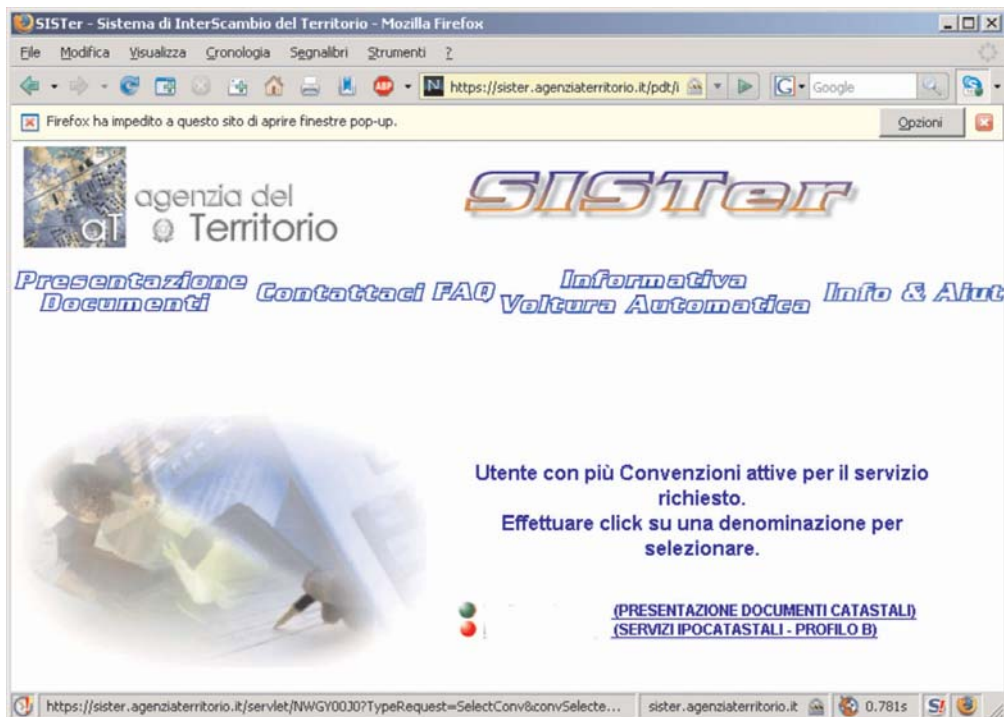 SISTer - Sistema di InterScambio del Territorio - Mozilla Firefox
File Modifica Visualizza Cronologia Segnalibri Strumenti ?
https://sister.agenziaterritorio.it/pdt/i
G Google
Firefox ha impedito a questo sito di aprire finestre pop-up.
Opzioni
aT
agenzia del
Territorio
SISTer
Presentazione
Documenti
Contattaci
FAQ
Informativa
Voltura Automatica
Info & Aiut
Utente con più Convenzioni attive per il servizio
richiesto.
Effettuare click su una denominazione per
selezionare.
(PRESENTAZIONE DOCUMENTI CATASTALI)
(SERVIZI IPOCATASTALI - PROFILO B)
https://sister.agenziaterritorio.it/servlet/NWGY00J0?TypeRequest=SelectConv&convSelecte...
sister.agenziaterritorio.it
0.781s
S!